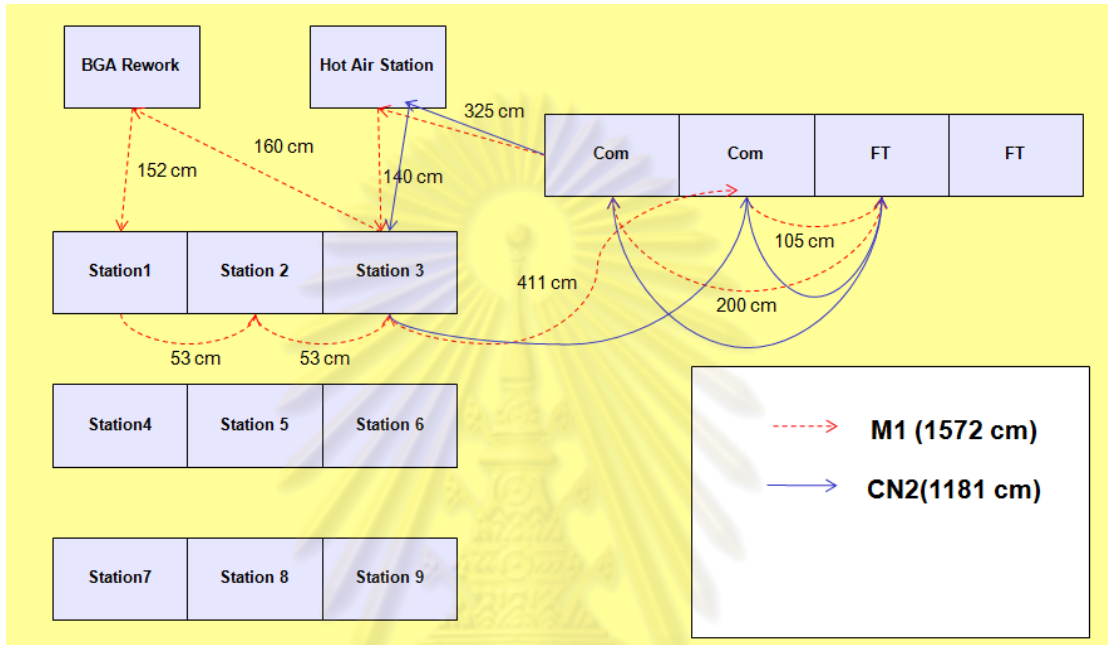 BGA Rework
Hot Air Station
325 cm
Com
Com
FT
FT
160 cm
152 cm
140 cm
105 cm
Station1
Station 2
Station 3
411 cm
200 cm
53 cm
53 cm
Station4
Station 5
Station 6
M1 (1572 cm)
CN2(1181 cm)
Station7
Station 8
Station 9